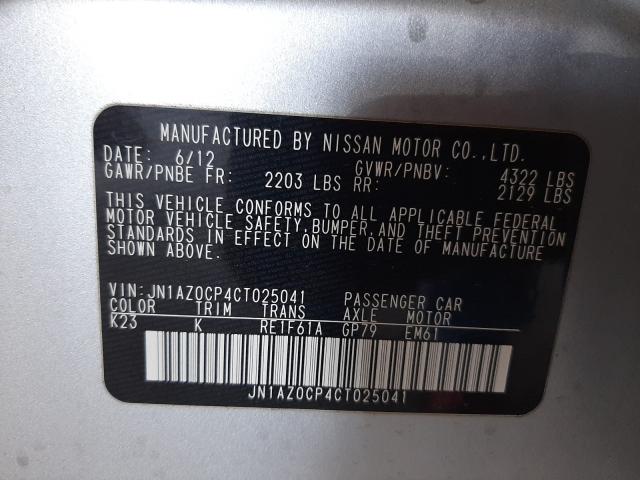 MANUFACTURED BY NISSAN MOTOR CO.,LTD.
DATE: 6/12 GVWR/PNBV: 4322 LBS
GAWR/PNBE FR: 2203 LBS RR: 2129 LBS
THIS VEHICLE CONFORMS TO ALL APPLICABLE FEDERAL
MOTOR VEHICLE SAFETY,BUMPER,AND THEFT PREVENTION
STANDARDS IN EFFECT ON THE DATE OF MANUFACTURE
SHOWN ABOVE.
VIN:JN1AZ0CP4CT025041 PASSENGER CAR
COLOR TRIM TRANS AXLE MOTOR
K23 K RE1F61A GP79 EM61
JN1AZ0CP4CT025041